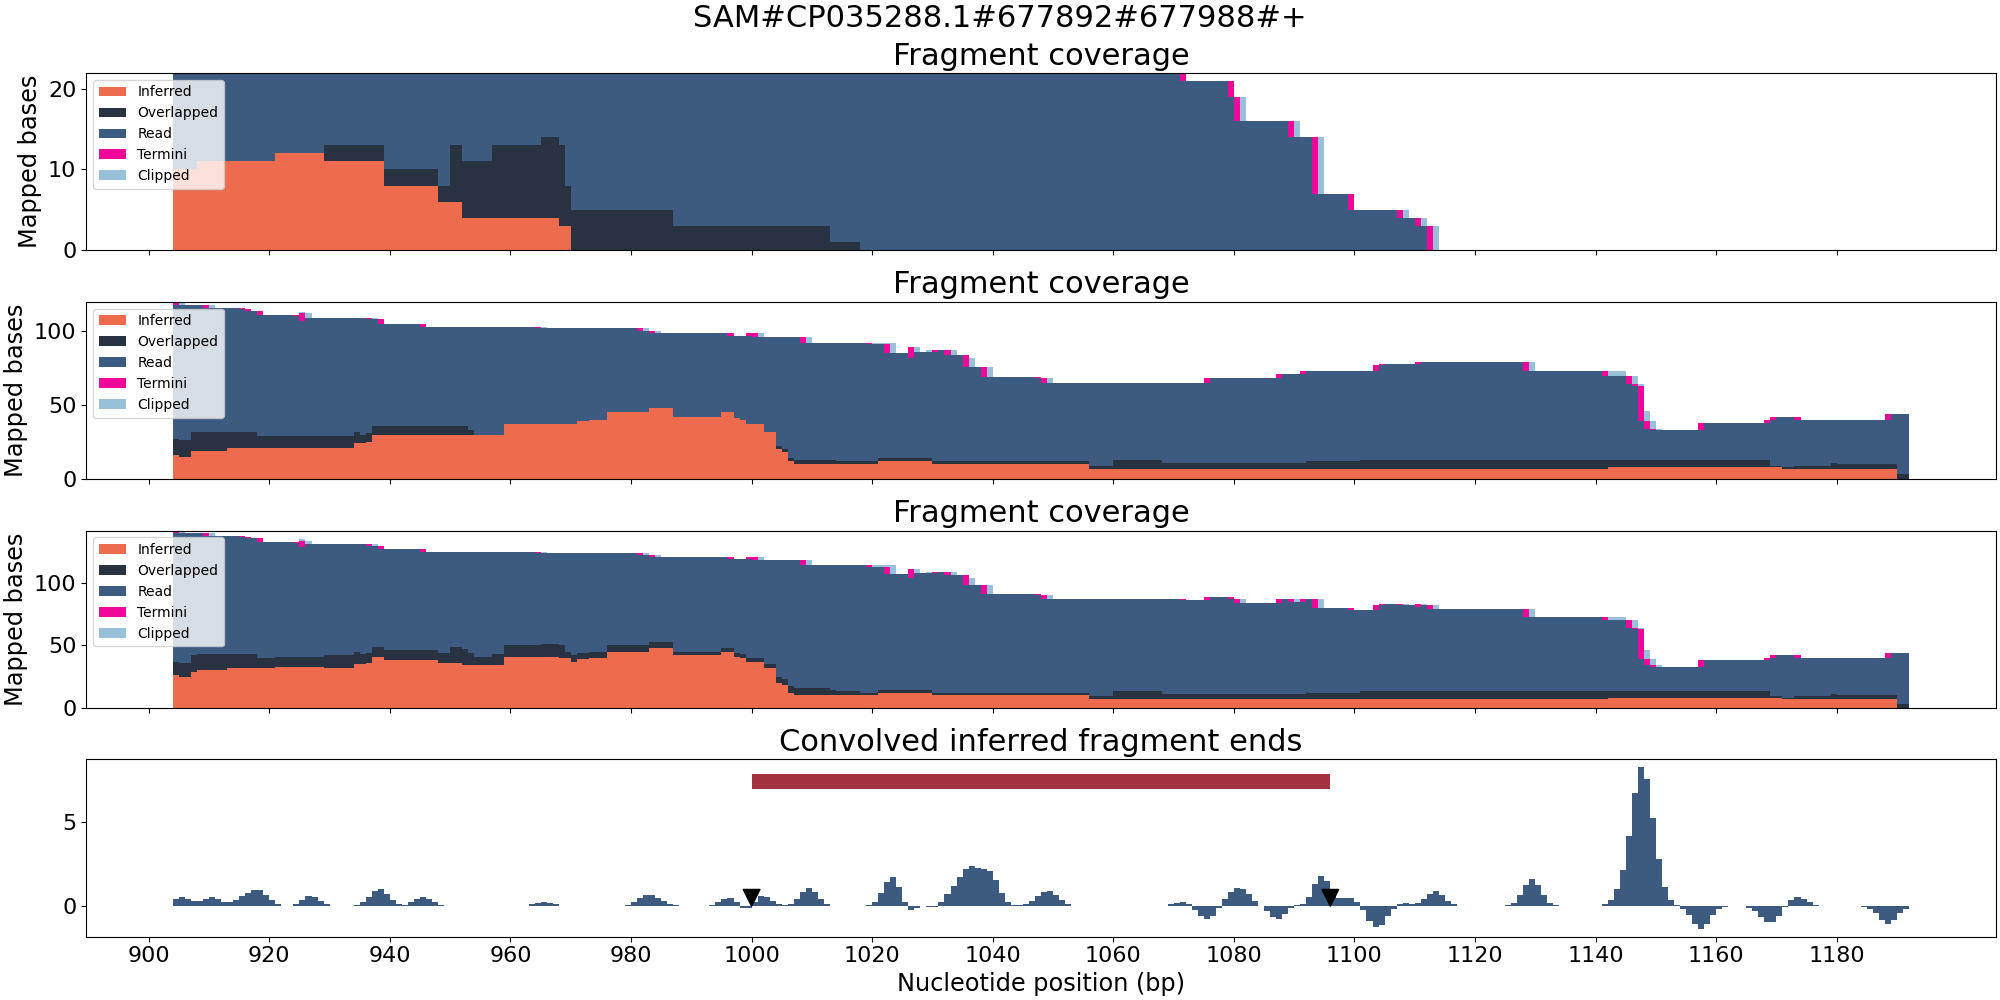 SAM#CP035288.1#677892#677988#+
Fragment coverage
Mapped bases
20
10
0
Inferred
Overlapped
Read
Termini
Clipped
Fragment coverage
Mapped bases
100
50
0
Inferred
Overlapped
Read
Termini
Clipped
Fragment coverage
Mapped bases
100
50
0
Inferred
Overlapped
Read
Termini
Clipped
Convolved inferred fragment ends
5
0
900 920 940 960 980 1000 1020 1040 1060 1080 1100 1120 1140 1160 1180
Nucleotide position (bp)